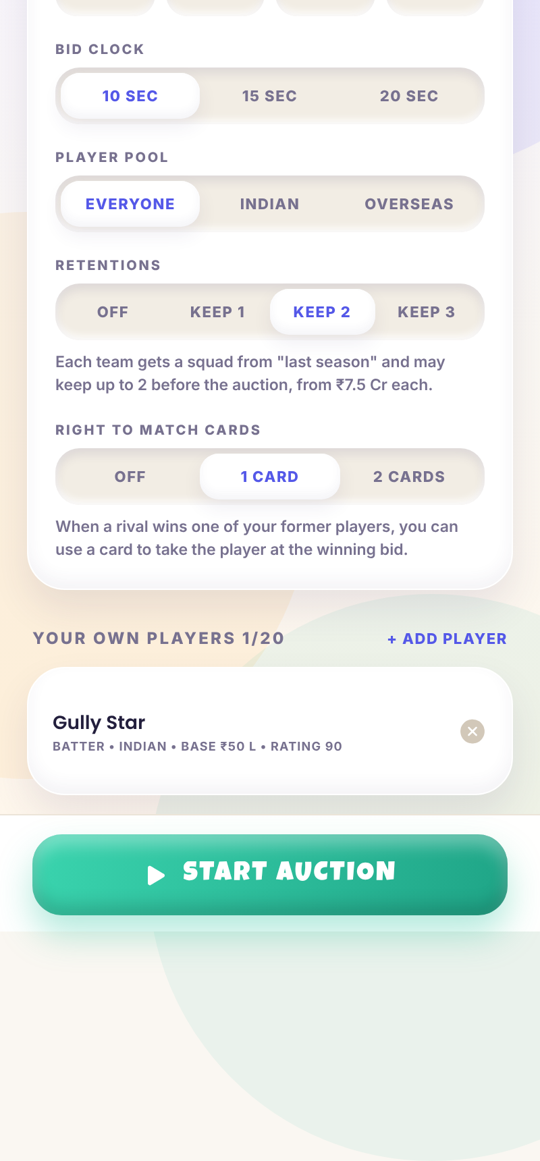 BID CLOCK
10 SEC 15 SEC 20 SEC
PLAYER POOL
EVERYONE INDIAN OVERSEAS
RETENTIONS
OFF KEEP 1 KEEP 2 KEEP 3
Each team gets a squad from "last season" and may
keep up to 2 before the auction, from ₹7.5 Cr each.
RIGHT TO MATCH CARDS
OFF 1 CARD 2 CARDS
When a rival wins one of your former players, you can
use a card to take the player at the winning bid.
YOUR OWN PLAYERS 1/20 + ADD PLAYER
Gully Star
BATTER • INDIAN • BASE ₹50 L • RATING 90
START AUCTION